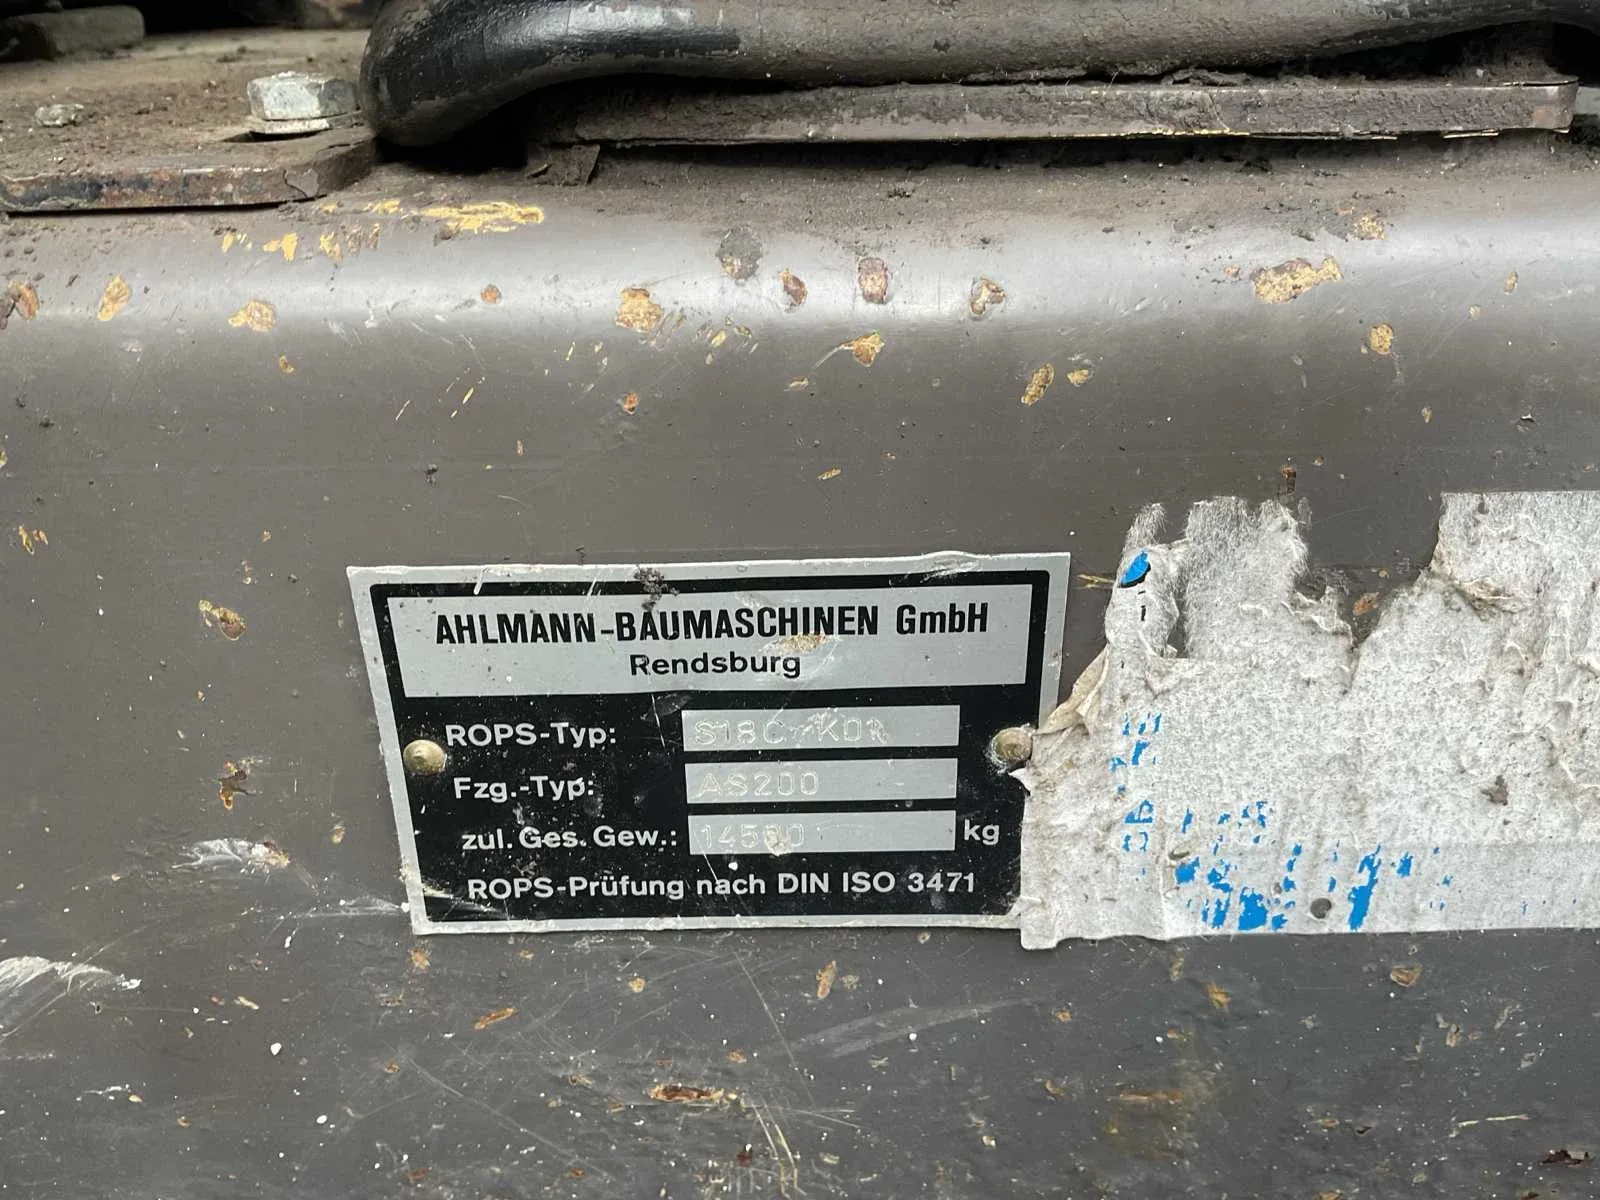 AHLMANN-BAUMASCHINEN GmbH
Rendsburg
ROPS-Typ:
Fzg.-Typ: AS200
zul. Ges. Gew.: kg
ROPS-Prüfung nach DIN ISO 3471